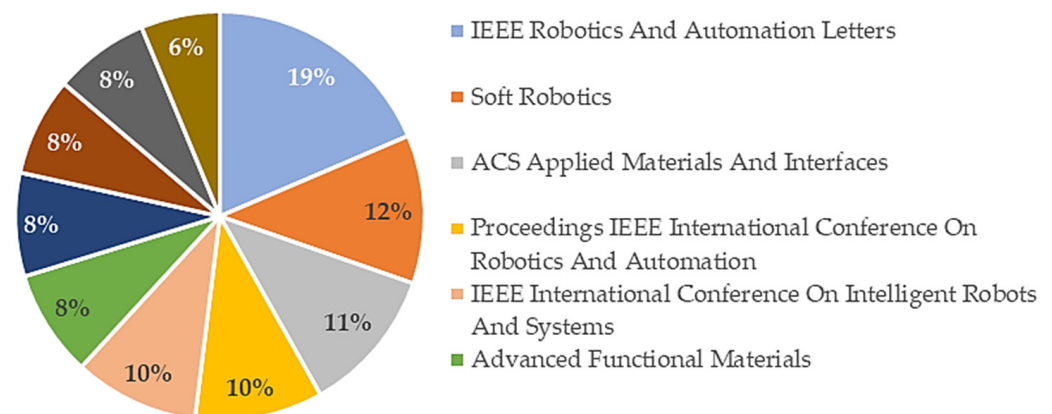 6%
19%
8%
IEEE Robotics And Automation Letters
8%
Soft Robotics
12%
ACS Applied Materials And Interfaces
8%
Proceedings IEEE International Conference On
Robotics And Automation
8%
11%
IEEE International Conference On Intelligent Robots
And Systems
10%
10%
Advanced Functional Materials